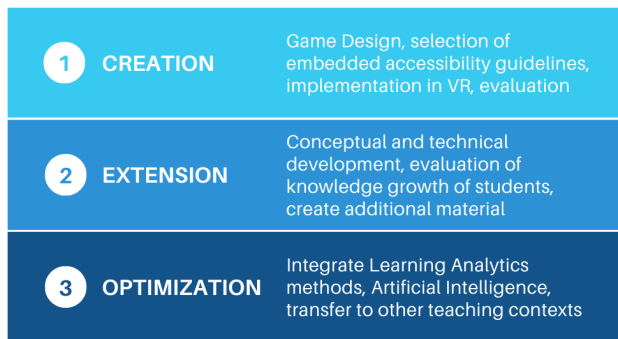 1 CREATION
Game Design, selection of
embedded accessibility guidelines,
implementation in VR, evaluation
2 EXTENSION
Conceptual and technical
development, evaluation of
knowledge growth of students,
create additional material
3 OPTIMIZATION
Integrate Learning Analytics
methods, Artificial Intelligence,
transfer to other teaching contexts